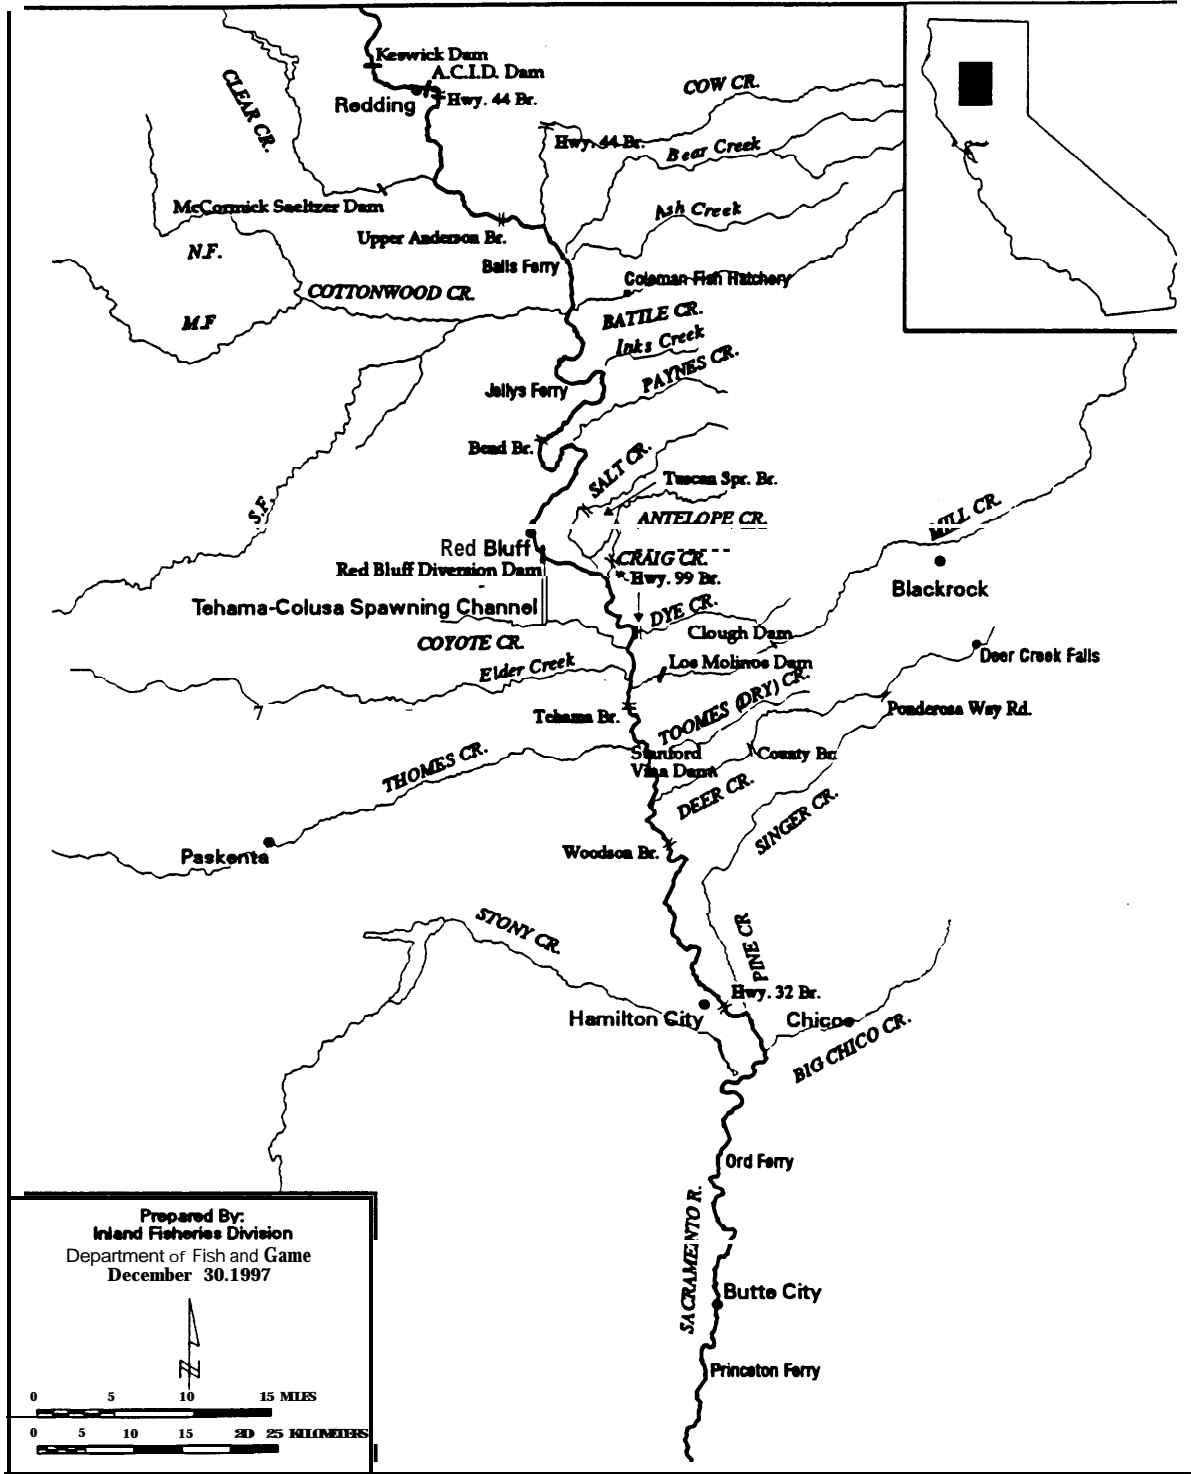 Keswick Dam
A.C.I.D. Dam
Redding
Hwy. 44 Br.
CLEAR CR.
COW CR.
Hwy. 44 Br.
Bear Creek
McCormick Saeltzer Dam
Ash Creek
Upper Anderson Br.
N.F.
Balls Ferry
Coleman Fish Hatchery
COTTONWOOD CR.
M.F
BATTLE CR.
Inks Creek
PAYNES CR.
Jellys Ferry
Bend Br.
SALT CR.
Tuscan Spr. Br.
S.F.
ANTELOPE CR.
MILL CR.
Red Bluff
CRAIG CR.
Red Bluff Diversion Dam
Hwy. 99 Br.
Blackrock
Tehama-Colusa Spawning Channel
DYE CR.
Clough Dam
COYOTE CR.
Deer Creek Falls
Elder Creek
Los Molinos Dam
7
Tehama Br.
TOOMES (DRY) CR.
Ponderosa Way Rd.
Stanford
Vina Dam
County Br.
THOMES CR.
DEER CR.
SINGER CR.
Paskenta
Woodson Br.
STONY CR.
PINE CR
Hwy. 32 Br.
Hamilton City
Chico
BIG CHICO CR.
Ord Ferry
SACRAMENTO R.
Butte City
Princeton Ferry
Prepared By:
Inland Fisheries Division
Department of Fish and Game
December 30.1997
N
0 5 10 15 MILES
0 5 10 15 20 25 KILOMETERS